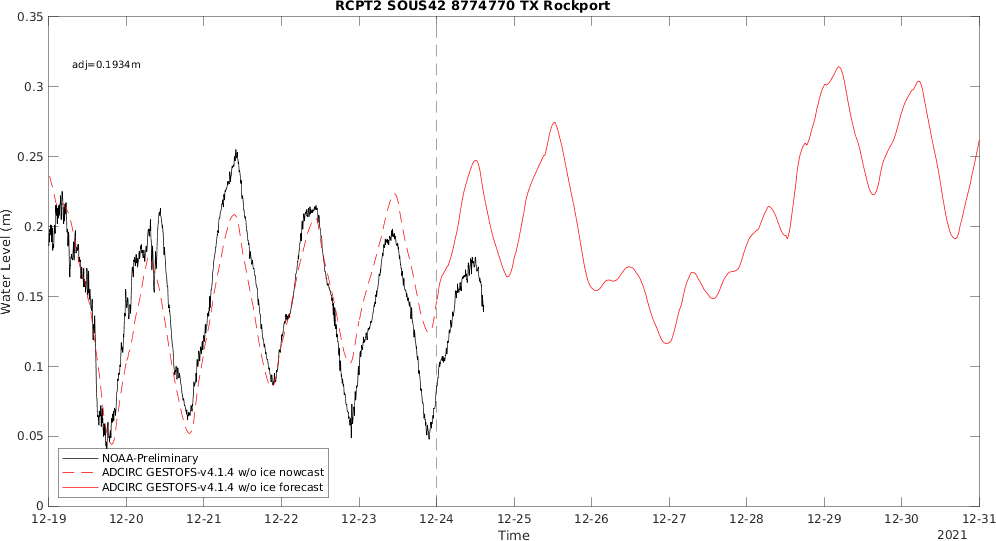 RCPT2 SOUS42 8774770 TX Rockport
0.35
adj=0.1934m
0.3
0.25
0.2
Water Level (m)
0.15
0.1
0.05
NOAA-Preliminary
ADCIRC GESTOFS-v4.1.4 w/o ice nowcast
ADCIRC GESTOFS-v4.1.4 w/o ice forecast
0
12-19 12-20 12-21 12-22 12-23 12-24 12-25 12-26 12-27 12-28 12-29 12-30 12-31
Time
2021